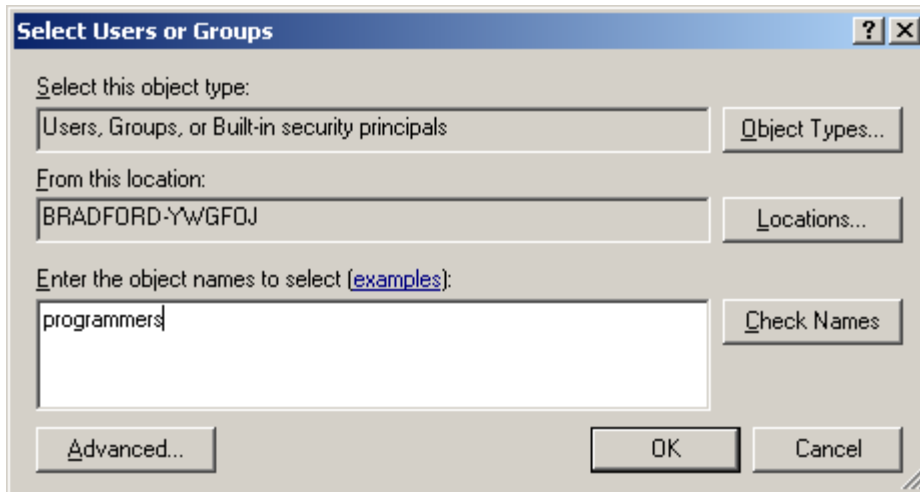 Select Users or Groups
Select this object type:
Users, Groups, or Built-in security principals
Object Types...
From this location:
BRADFORD-YWGFOJ
Locations...
Enter the object names to select (examples):
programmers
Check Names
Advanced...
OK
Cancel